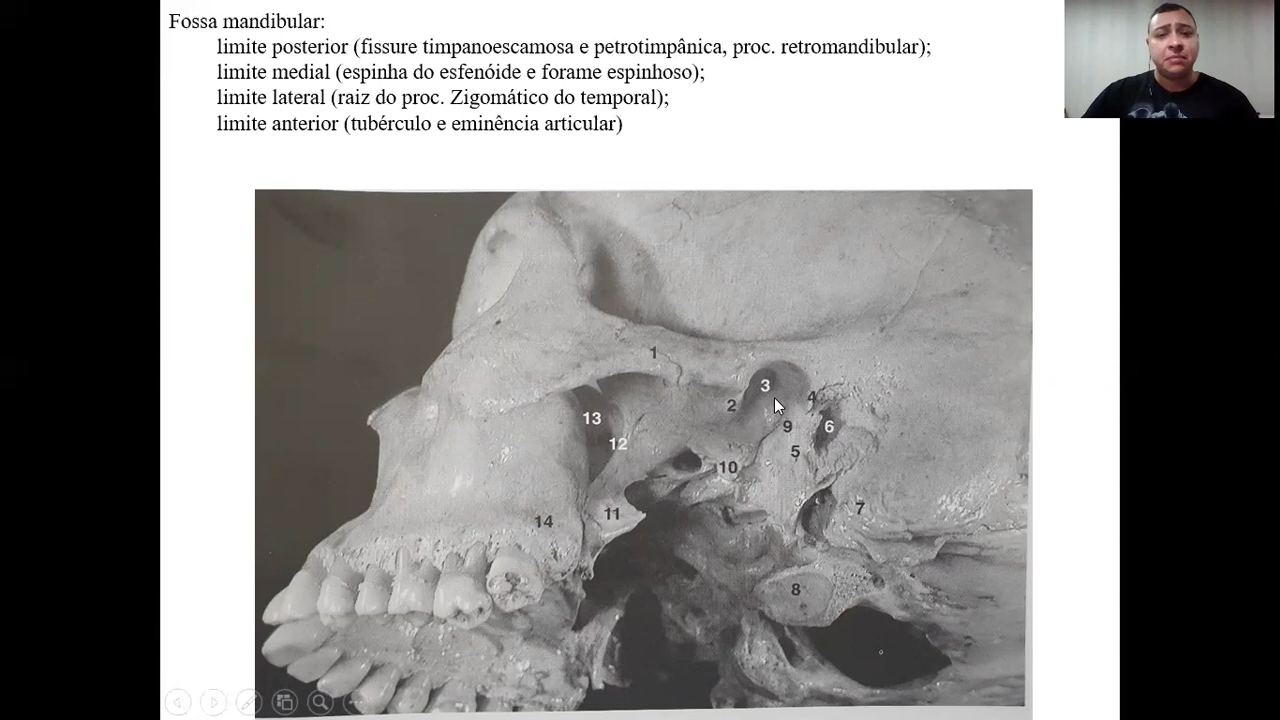 Fossa mandibular:
limite posterior (fissure timpanoescamosa e petrotimpânica, proc. retromandibular);
limite medial (espinha do esfenóide e forame espinhoso);
limite lateral (raiz do proc. Zigomático do temporal);
limite anterior (tubérculo e eminência articular)
1
3
2
4
13
9
6
12
5
10
11
7
14
8